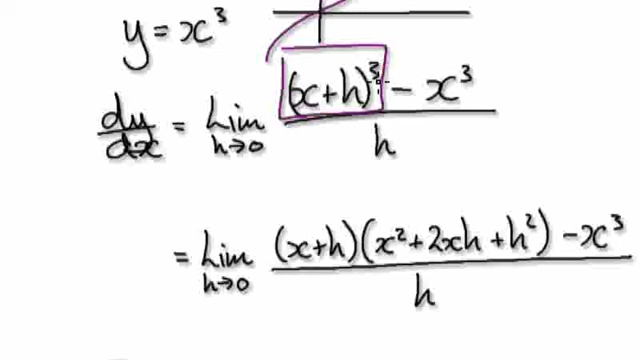 y = x³
dy/dx = Lim h→0 ((x+h)³ - x³)/h
= Lim h→0 ((x+h)(x² + 2xh + h²) - x³)/h